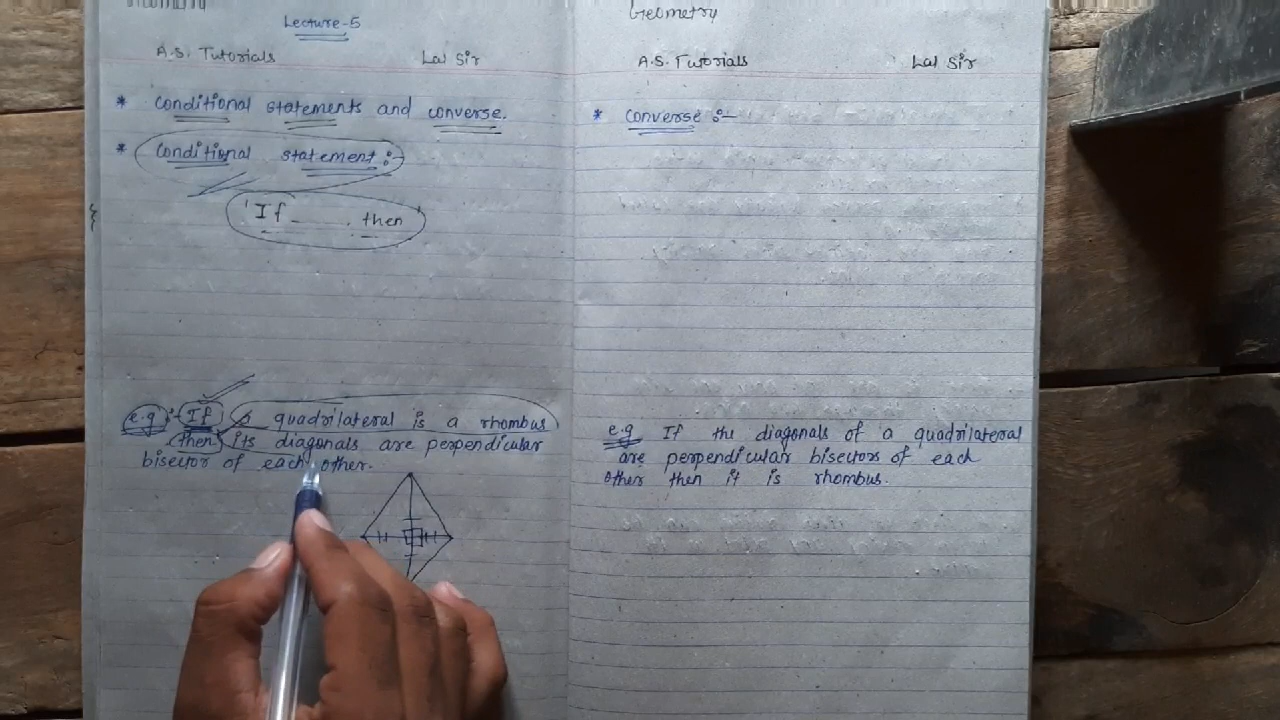 Lecture-5
A.S. Tutorials Lal Sir
* Conditional statements and converse.
* Conditional statement :-
'If ____ . then'
e.g :- If a quadrilateral is a rhombus
then its diagonals are perpendicular
bisector of each other.
Geometry
A.S. Tutorials Lal Sir
* Converse :-
e.g If the diagonals of a quadrilateral
are perpendicular bisectors of each
other then it is rhombus.